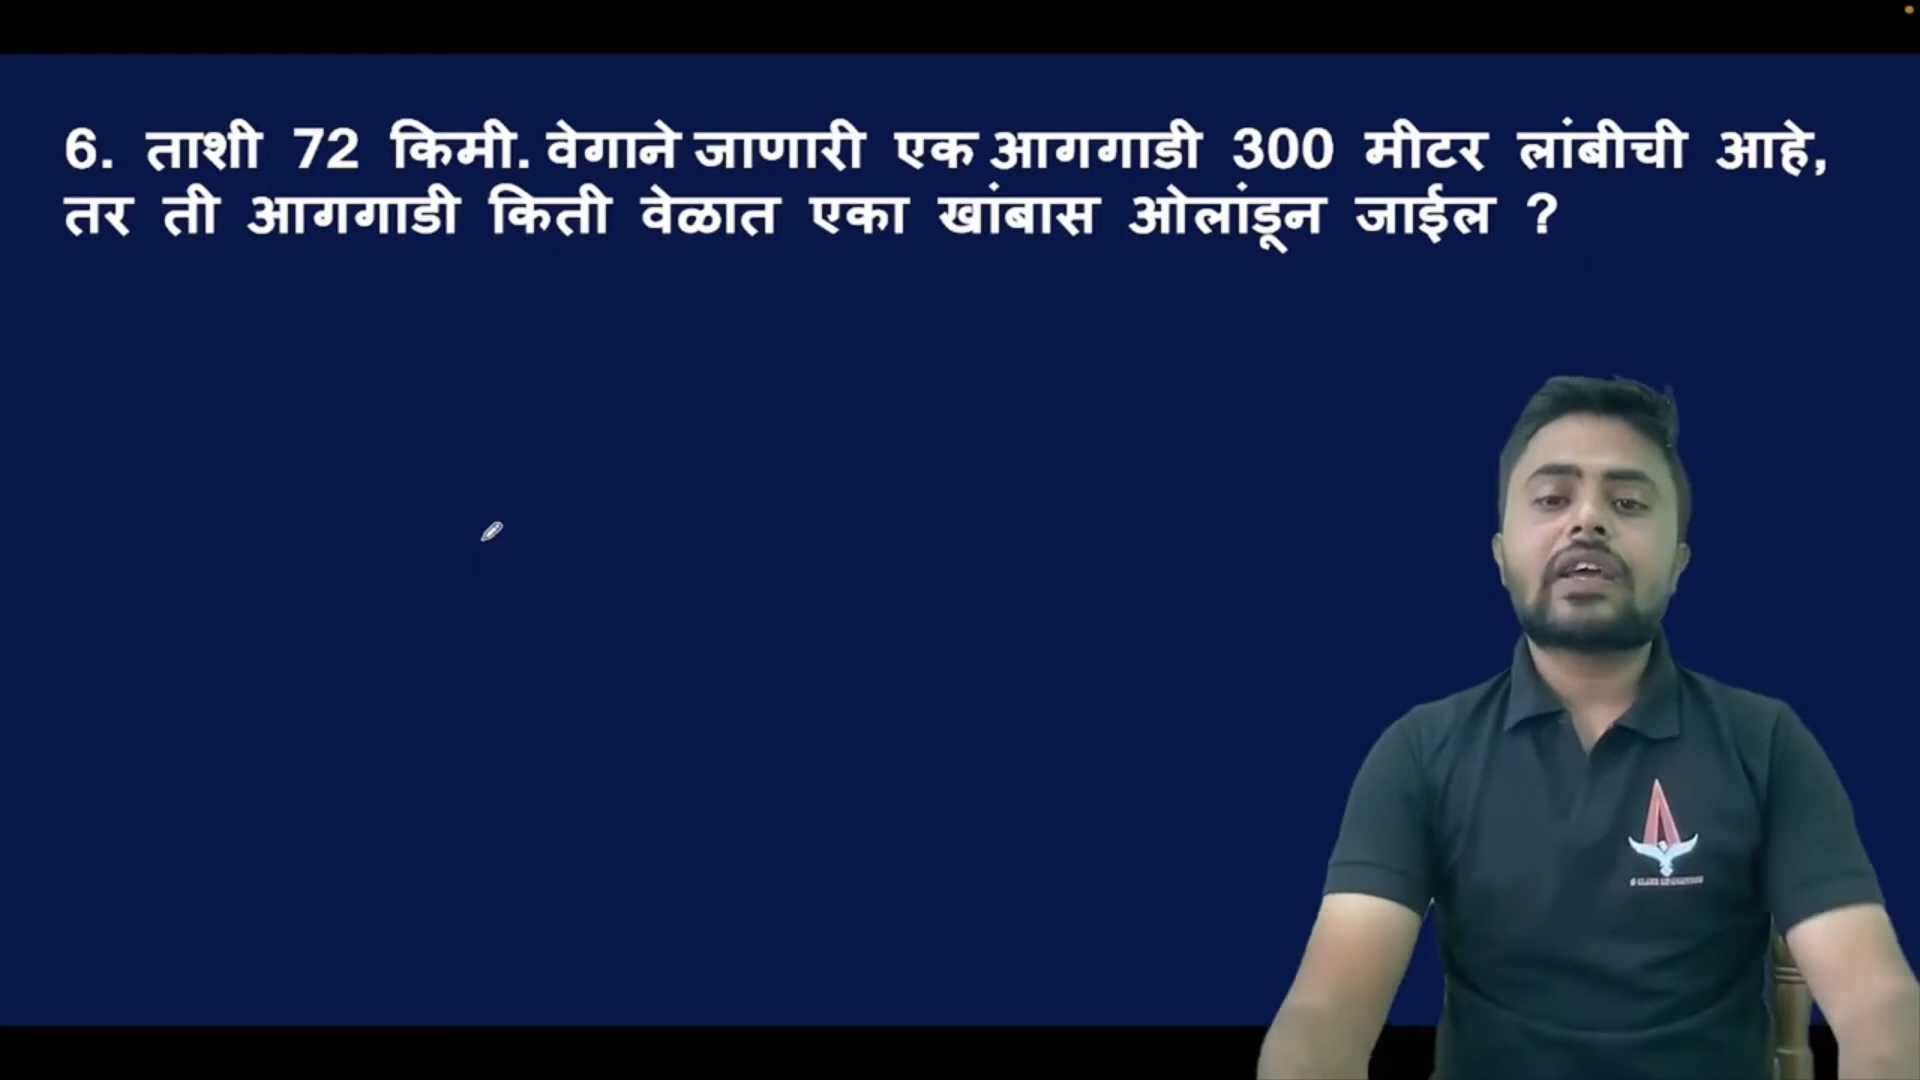 6. ताशी 72 किमी. वेगाने जाणारी एक आगगाडी 300 मीटर लांबीची आहे,
तर ती आगगाडी किती वेळात एका खांबास ओलांडून जाईल ?